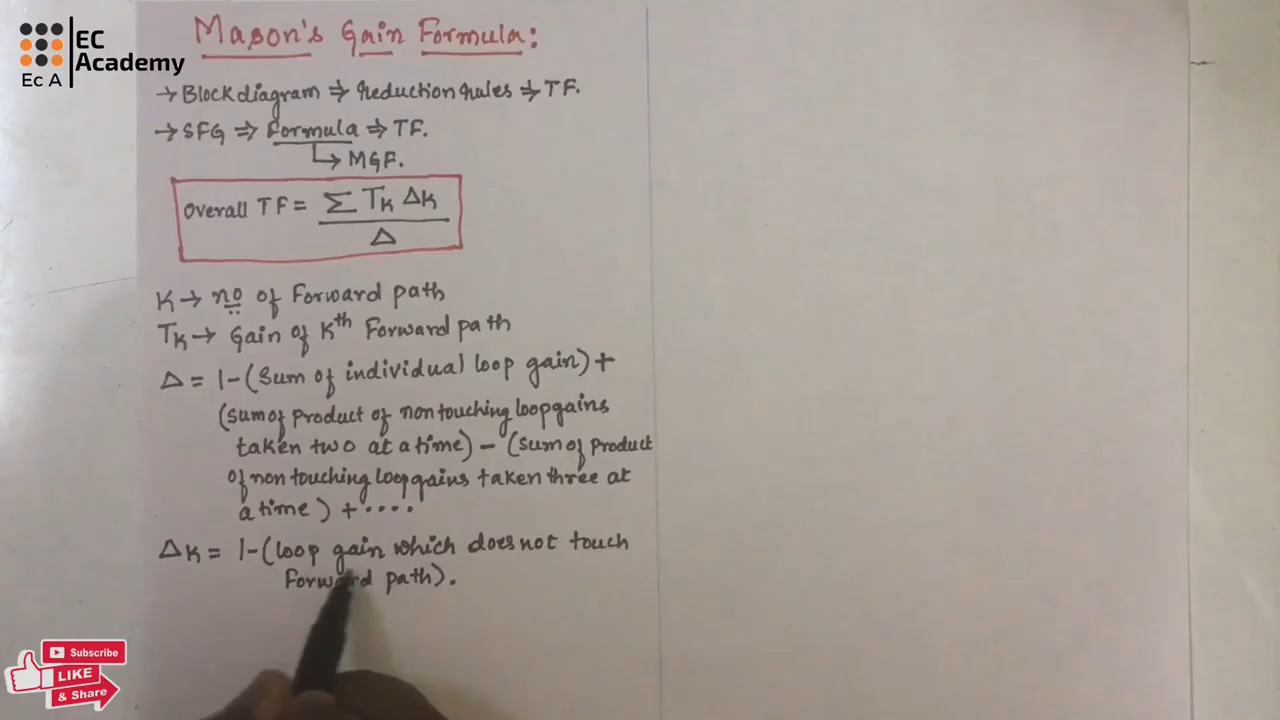 EC
Academy
Ec A
Mason's Gain Formula:
→ Block diagram ⇒ Reduction rules ⇒ TF.
→ SFG ⇒ Formula ⇒ TF.
↳ MGF.
Overall TF = Σ Tk Δk / Δ
K → no of Forward path
Tk → Gain of Kth Forward path
Δ = 1-(Sum of individual loop gain) +
(sum of product of non touching loop gains
taken two at a time) - (sum of product
of non touching loop gains taken three at
a time) + ....
Δk = 1-(loop gain which does not touch
Forward path).
Subscribe
LIKE
& Share